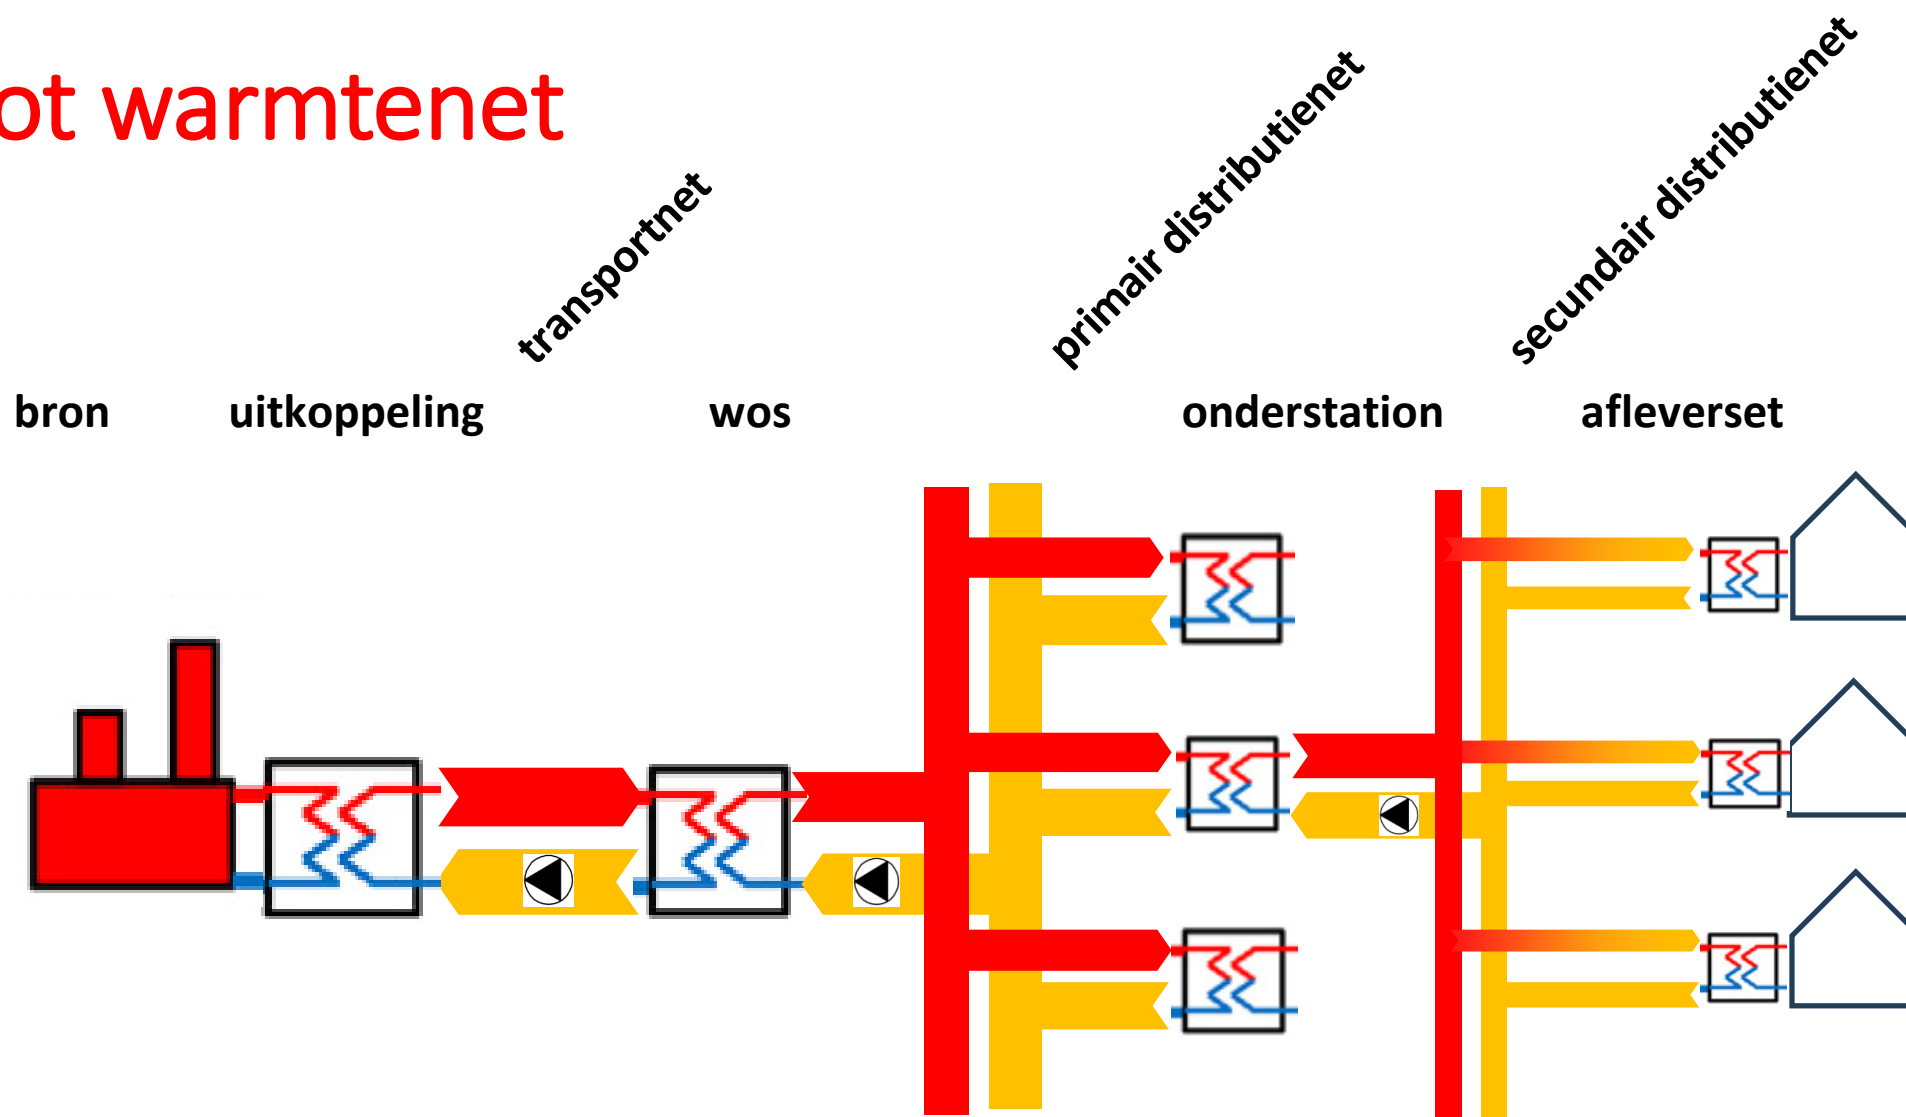 ot warmtenet
transportnet
primair distributienet
secundair distributienet
bron
uitkoppeling
wos
onderstation
afleverset